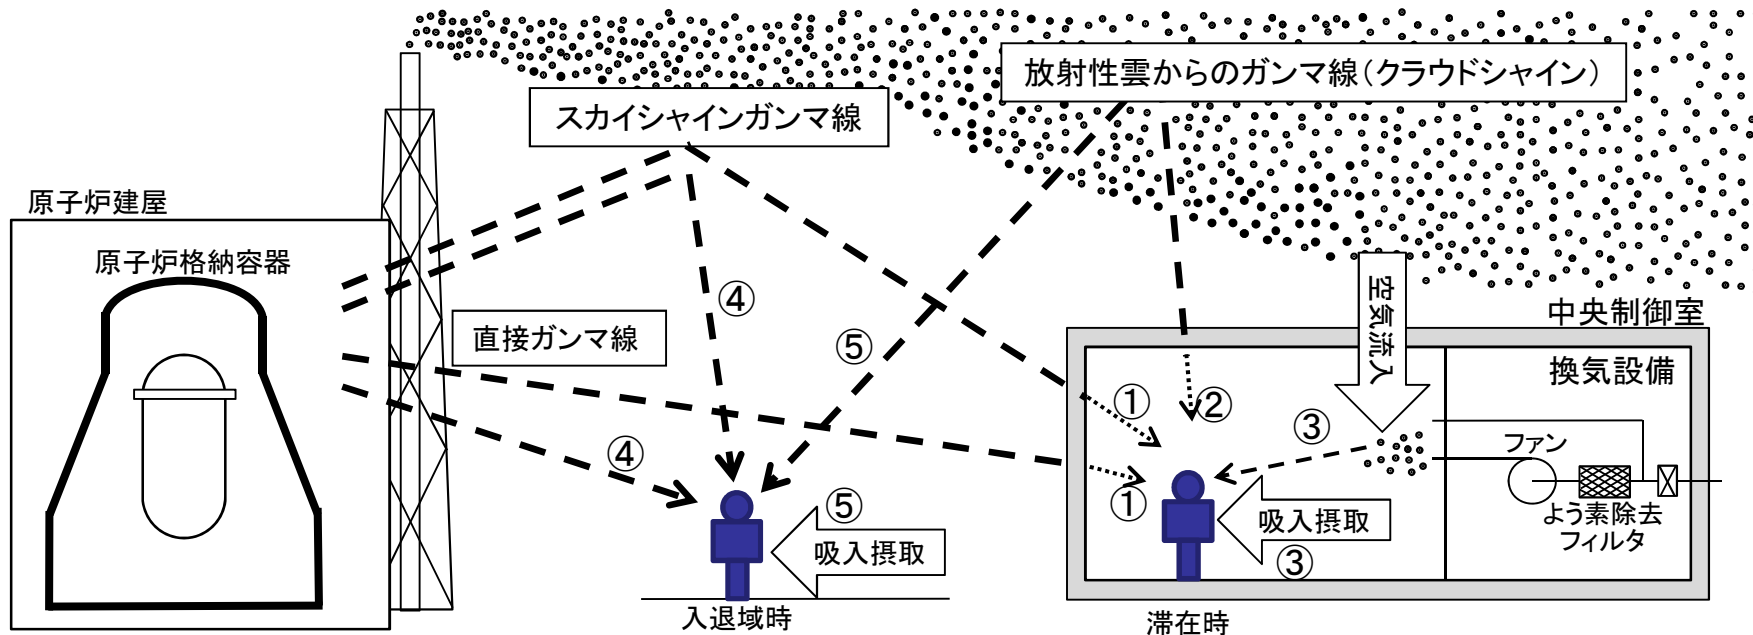 放射性雲からのガンマ線（クラウドシャイン）
スカイシャインガンマ線
原子炉建屋
原子炉格納容器
直接ガンマ線
④
⑤
④
空気流入
中央制御室
換気設備
①
②
③
①
ファン
よう素除去
フィルタ
⑤
吸入摂取
吸入摂取
③
入退域時
滞在時